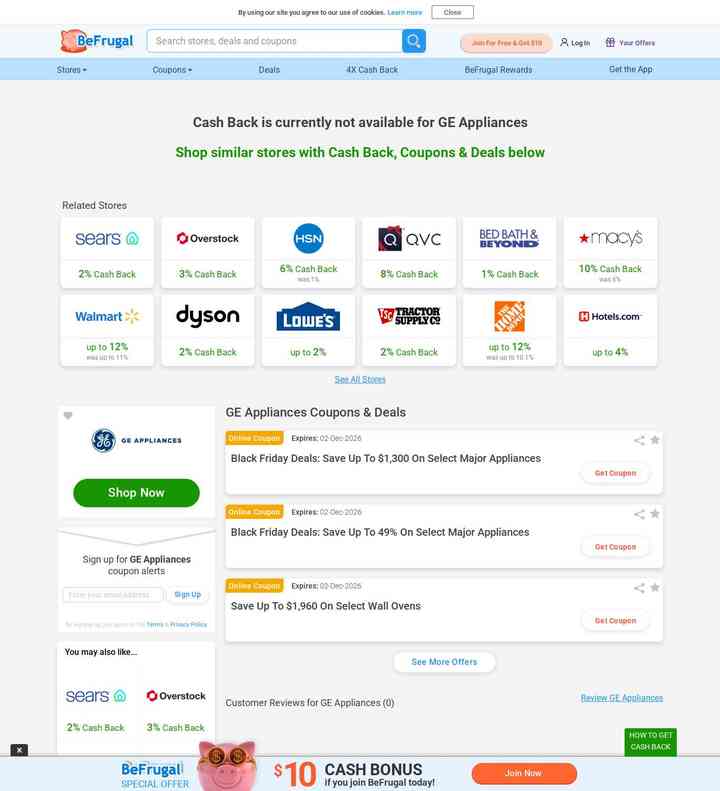 By using our site you agree to our use of cookies. Learn more Close
BeFrugal Search stores, deals and coupons Join For Free & Get $10 Log In Your Offers
Stores Coupons Deals 4X Cash Back BeFrugal Rewards Get the App
Cash Back is currently not available for GE Appliances
Shop similar stores with Cash Back, Coupons & Deals below
Related Stores
sears Overstock HSN Q QVC BED BATH & BEYOND macy's
2% Cash Back 3% Cash Back 6% Cash Back 8% Cash Back 1% Cash Back 10% Cash Back
was 1% was 6%
Walmart dyson LOWE'S TSC TRACTOR SUPPLY CO THE HOME DEPOT H Hotels.com
up to 12% 2% Cash Back up to 2% 2% Cash Back up to 12% up to 4%
was up to 11% was up to 10.1%
See All Stores
GE APPLIANCES
Shop Now
Sign up for GE Appliances
coupon alerts
Enter your email address Sign Up
By signing up, you agree to the Terms & Privacy Policy
You may also like...
sears Overstock
2% Cash Back 3% Cash Back
GE Appliances Coupons & Deals
Online Coupon Expires: 02-Dec-2026
Black Friday Deals: Save Up To $1,300 On Select Major Appliances
Get Coupon
Online Coupon Expires: 02-Dec-2026
Black Friday Deals: Save Up To 49% On Select Major Appliances
Get Coupon
Online Coupon Expires: 02-Dec-2026
Save Up To $1,960 On Select Wall Ovens
Get Coupon
See More Offers
Customer Reviews for GE Appliances (0) Review GE Appliances
HOW TO GET
CASH BACK
x
BeFrugal
SPECIAL OFFER
$10 CASH BONUS
if you join BeFrugal today!
Join Now